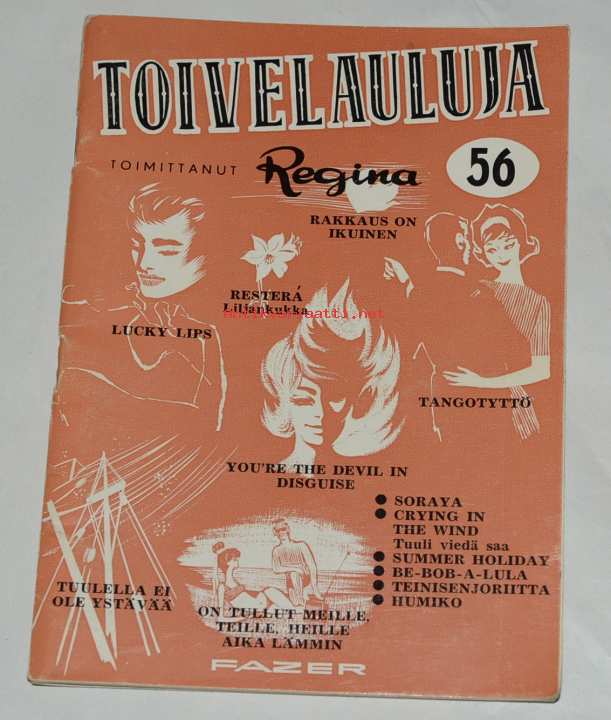 TOIVELAULUJA
TOIMITTANUT Regina 56
RAKKAUS ON
IKUINEN
RESTERÁ
Liljankukka
LUCKY LIPS
TANGOTYTTÖ
YOU'RE THE DEVIL IN
DISGUISE
● SORAYA
● CRYING IN
THE WIND
Tuuli viedä saa
● SUMMER HOLIDAY
● BE-BOB-A-LULA
● TEINISENJORIITTA
● HUMIKO
TUULELLA EI
OLE YSTÄVÄÄ
ON TULLUT MEILLE,
TEILLE, HEILLE
AIKA LÄMMIN
FAZER